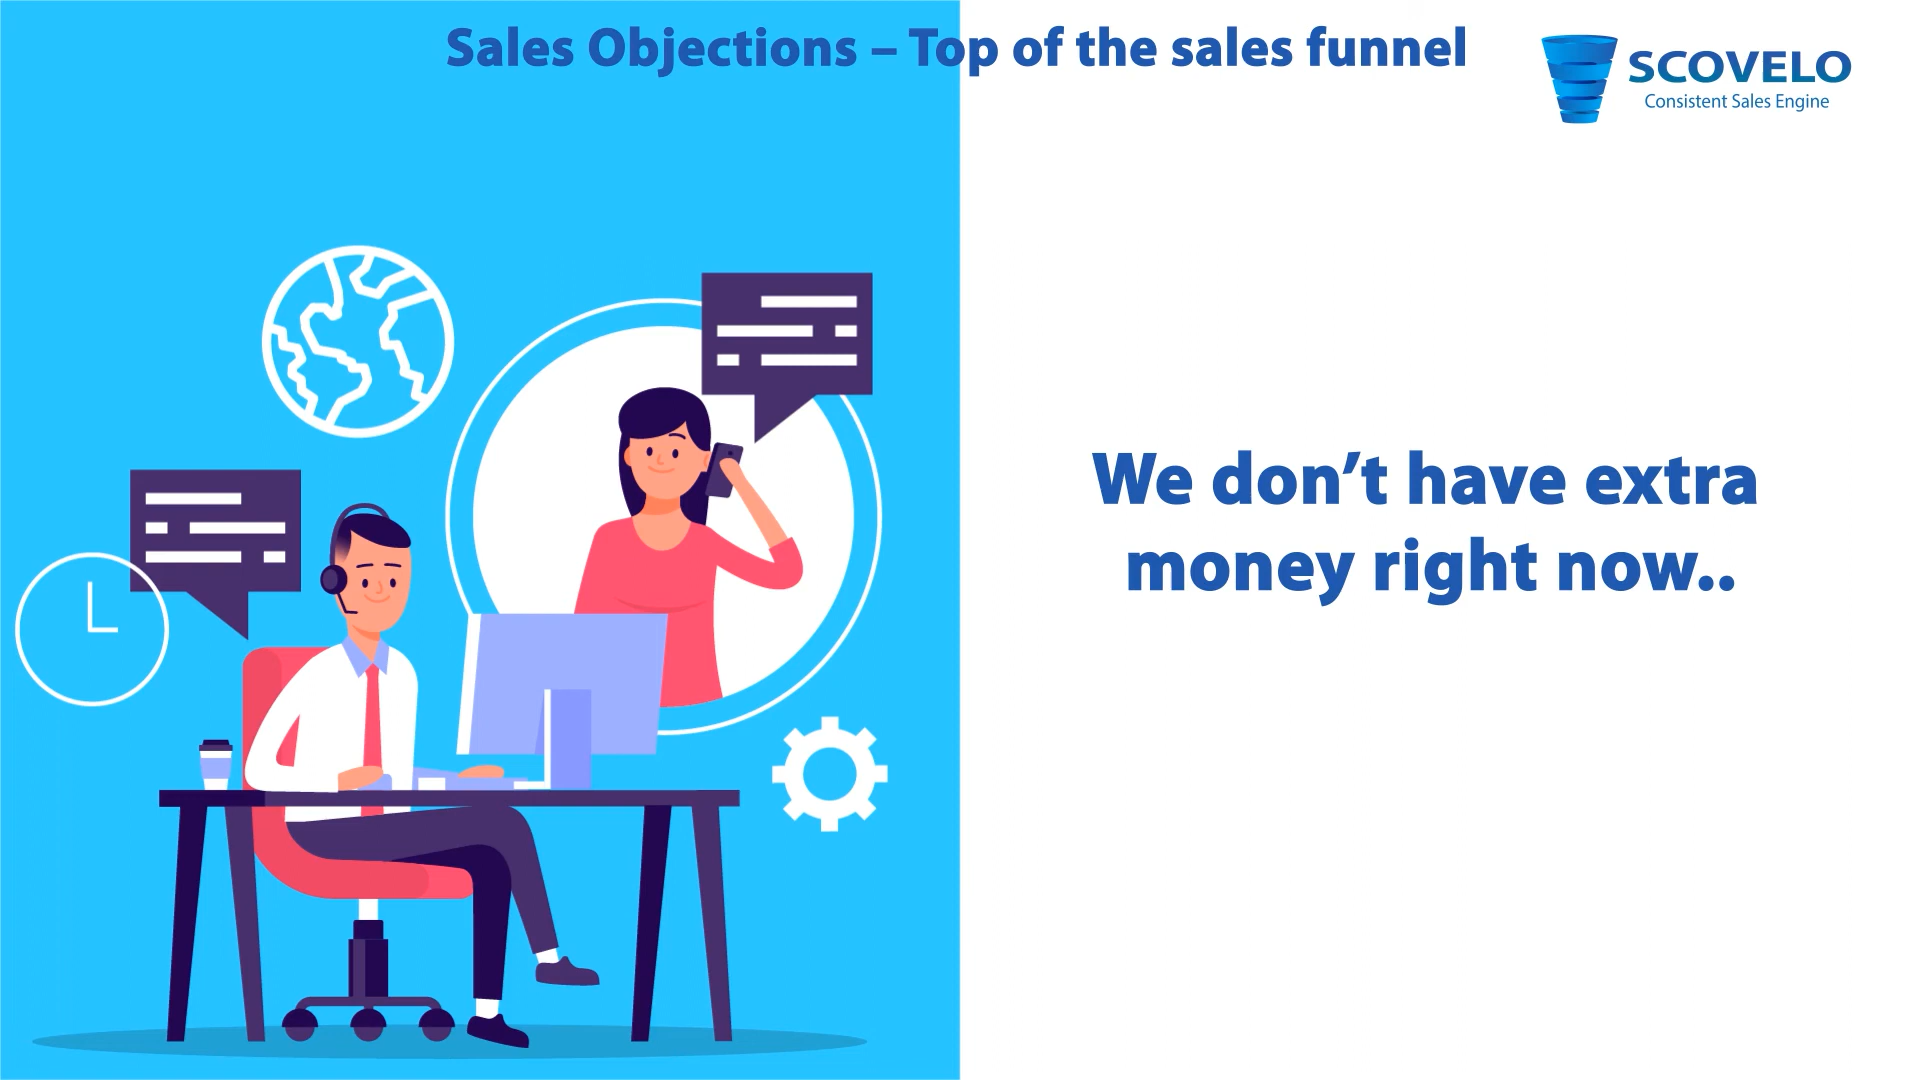 Sales Objections – Top of the sales funnel
SCOVELO
Consistent Sales Engine
We don’t have extra
money right now..